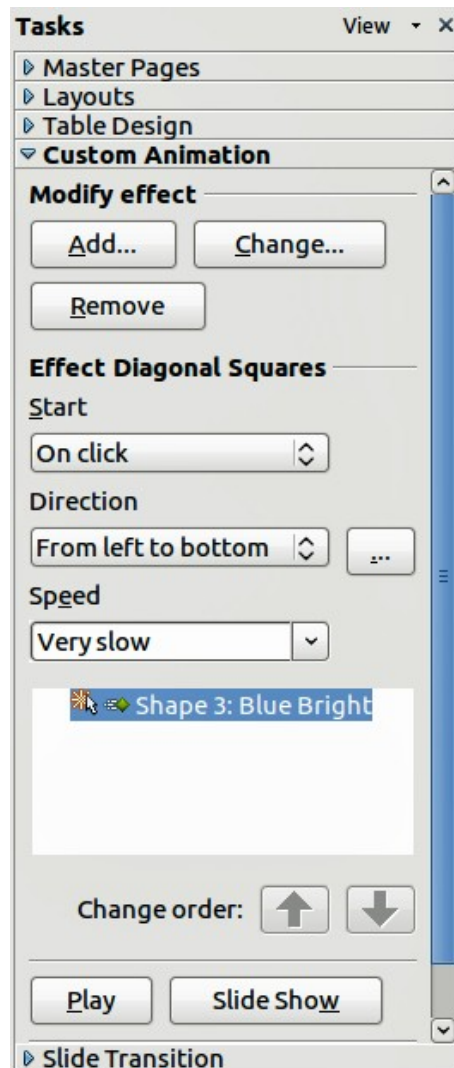 Tasks View
Master Pages
Layouts
Table Design
Custom Animation
Modify effect
Add... Change...
Remove
Effect Diagonal Squares
Start
On click
Direction
From left to bottom ...
Speed
Very slow
Shape 3: Blue Bright
Change order:
Play Slide Show
Slide Transition